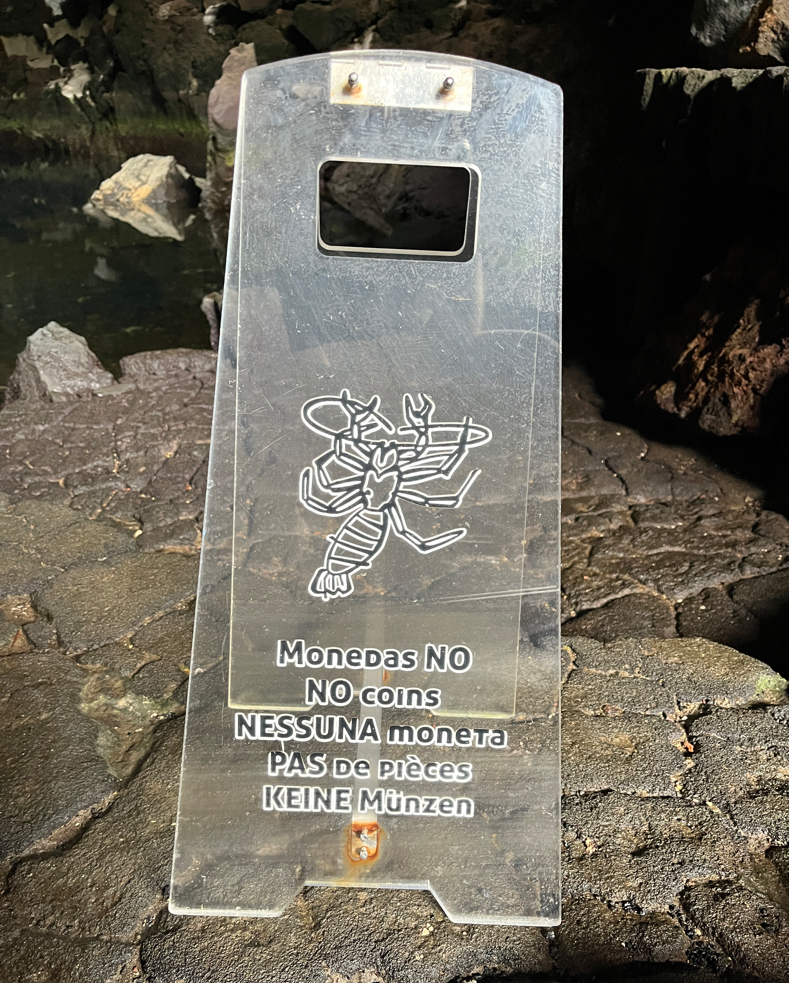 Monedas NO
NO coins
NESSUNA moneta
PAS de pièces
KEINE Münzen